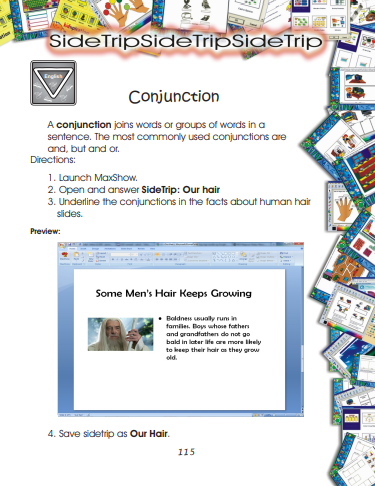 SideTripSideTripSideTrip
English
Conjunction
A conjunction joins words or groups of words in a
sentence. The most commonly used conjunctions are
and, but and or.
Directions:
1. Launch MaxShow.
2. Open and answer SideTrip: Our hair
3. Underline the conjunctions in the facts about human hair
slides.
Preview:
Some Men's Hair Keeps Growing
• Baldness usually runs in
families. Boys whose fathers
and grandfathers do not go
bald in later life are more likely
to keep their hair as they grow
old.
4. Save sidetrip as Our Hair.
115